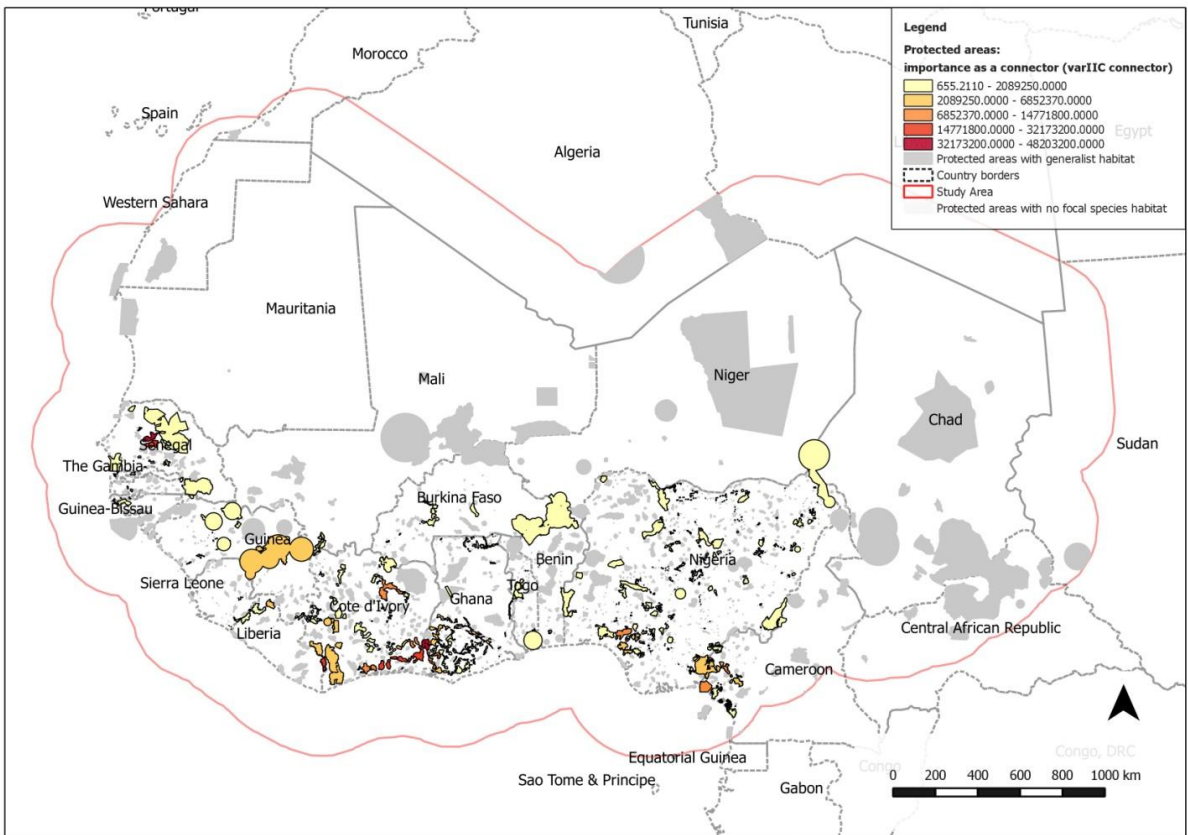 Portugal
Tunisia
Morocco
Spain
Algeria
Western Sahara
Legend
Protected areas:
importance as a connector (varIIC connector)
655.2110 - 2089250.0000
2089250.0000 - 6852370.0000
6852370.0000 - 14771800.0000
14771800.0000 - 32173200.0000
32173200.0000 - 48203200.0000
Protected areas with generalist habitat
Country borders
Study Area
Protected areas with no focal species habitat
Egypt
Mauritania
Mali
Niger
Chad
Sudan
Senegal
The Gambia
Guinea-Bissau
Burkina Faso
Guinea
Benin
Nigeria
Sierra Leone
Togo
Ghana
Cote d'Ivory
Liberia
Central African Republic
Cameroon
Equatorial Guinea
Sao Tome & Principe
Gabon
Congo
Congo, DRC
0 200 400 600 800 1000 km